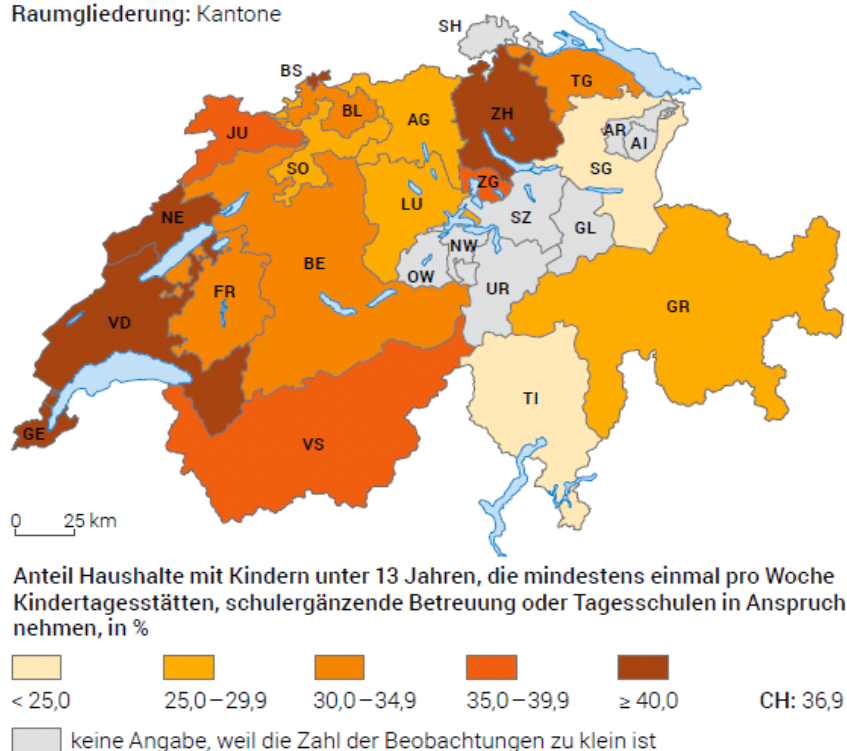 Raumgliederung: Kantone
SH
BS
TG
BL
ZH
AG
JU
AR
AI
SO
SG
ZG
LU
NE
SZ
GL
NW
BE
OW
FR
UR
GR
VD
TI
GE
VS
0 25 km
Anteil Haushalte mit Kindern unter 13 Jahren, die mindestens einmal pro Woche
Kindertagesstätten, schulergänzende Betreuung oder Tagesschulen in Anspruch
nehmen, in %
< 25,0 25,0–29,9 30,0–34,9 35,0–39,9 ≥ 40,0 CH: 36,9
keine Angabe, weil die Zahl der Beobachtungen zu klein ist